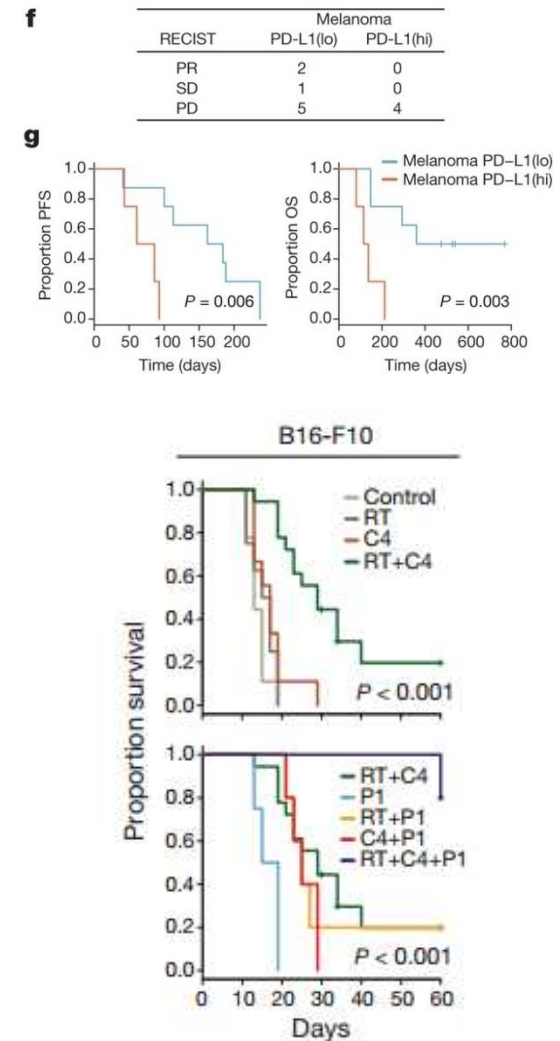 f
Melanoma
RECIST PD-L1(lo) PD-L1(hi)
PR 2 0
SD 1 0
PD 5 4
g
Proportion PFS
1.0
0.8
0.6
0.4
0.2
0.0
P = 0.006
0 50 100 150 200
Time (days)
Proportion OS
1.0
0.8
0.6
0.4
0.2
0.0
Melanoma PD–L1(lo)
Melanoma PD–L1(hi)
P = 0.003
0 200 400 600 800
Time (days)
B16-F10
Proportion survival
1.0
0.8
0.6
0.4
0.2
0.0
Control
RT
C4
RT+C4
P < 0.001
1.0
0.8
0.6
0.4
0.2
0.0
RT+C4
P1
RT+P1
C4+P1
RT+C4+P1
P < 0.001
0 10 20 30 40 50 60
Days